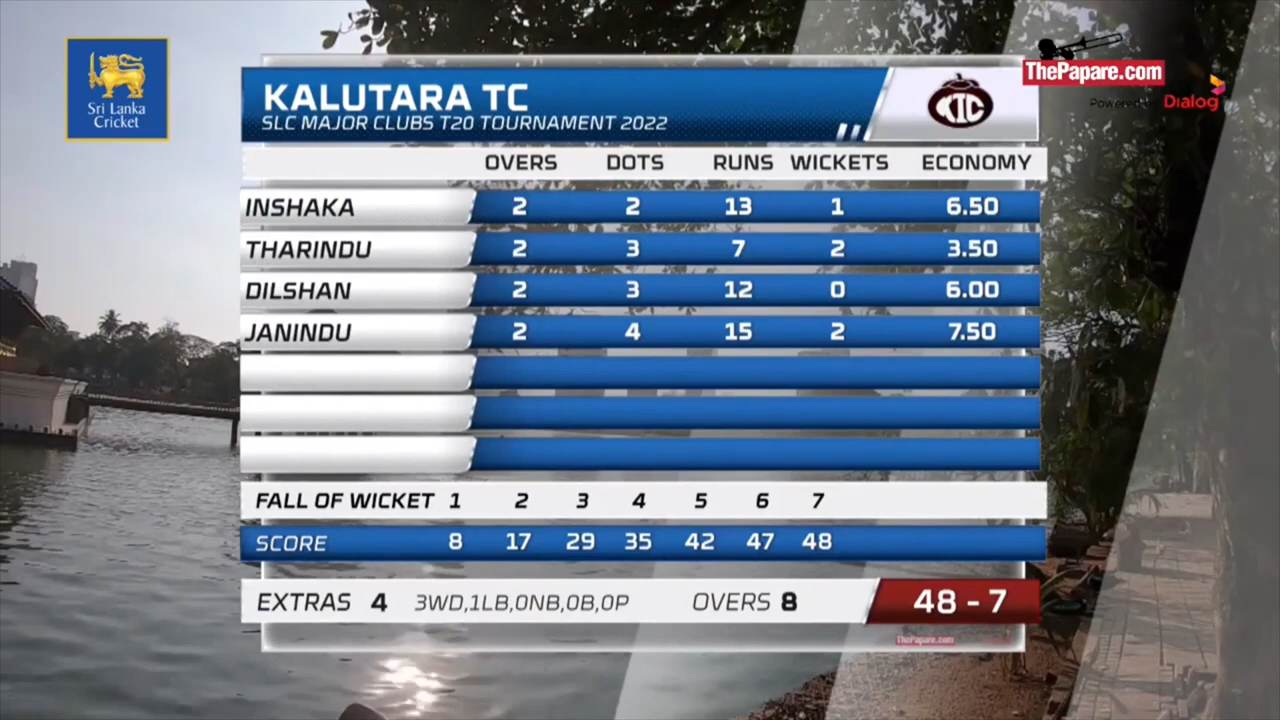 Sri Lanka
Cricket
ThePapare.com
Powered by Dialog
KALUTARA TC
SLC MAJOR CLUBS T20 TOURNAMENT 2022
OVERS DOTS RUNS WICKETS ECONOMY
INSHAKA 2 2 13 1 6.50
THARINDU 2 3 7 2 3.50
DILSHAN 2 3 12 0 6.00
JANINDU 2 4 15 2 7.50
FALL OF WICKET 1 2 3 4 5 6 7
SCORE 8 17 29 35 42 47 48
EXTRAS 4 3WD,1LB,0NB,0B,0P OVERS 8 48 - 7
ThePapare.com